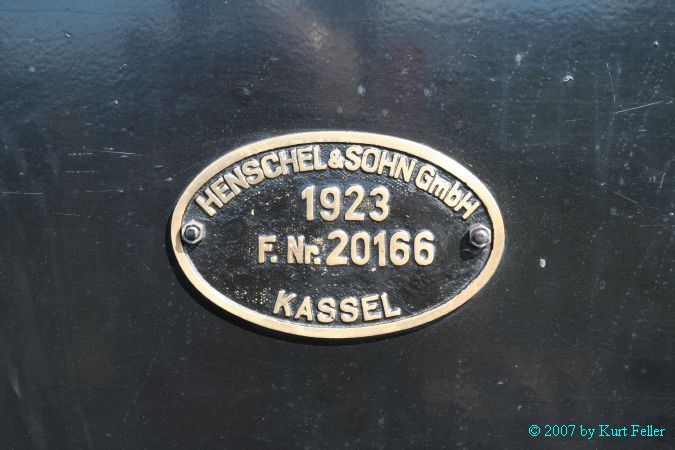 HENSCHEL & SOHN GmbH
1923
F. Nr. 20166
KASSEL
© 2007 by Kurt Feller